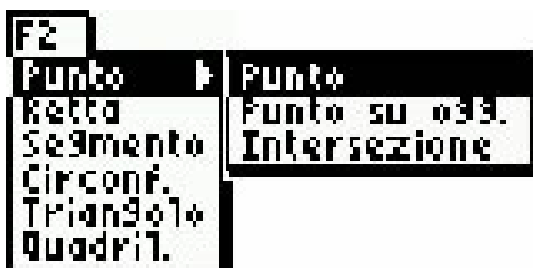 F2
Punto
Retta
Segmento
Circonf.
Triangolo
Quadril.
Punto
Punto su ogg.
Intersezione